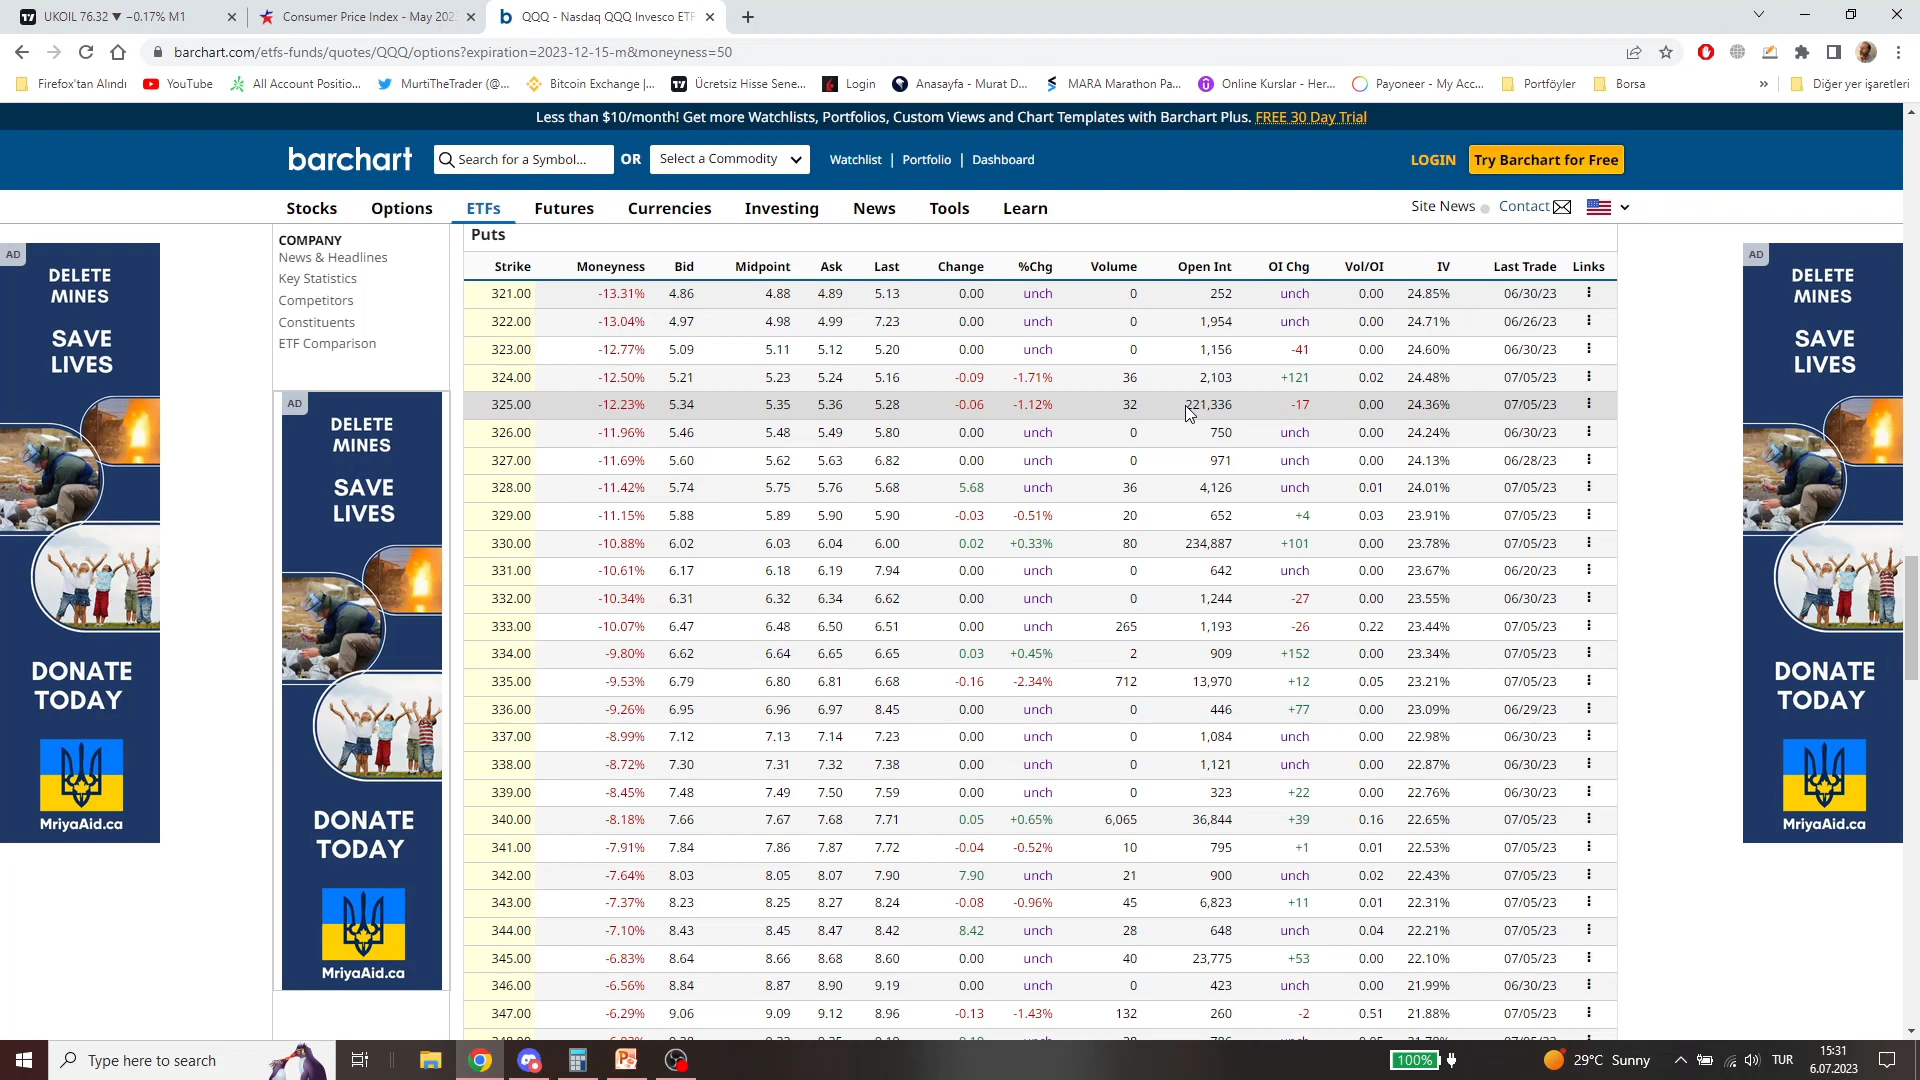 UKOIL 76.32 ▼ −0.17% M1
Consumer Price Index - May 202
QQQ - Nasdaq QQQ Invesco ETF
barchart.com/etfs-funds/quotes/QQQ/options?expiration=2023-12-15-m&moneyness=50
Firefox'tan Alındı YouTube All Account Positio... MurtiTheTrader (@... Bitcoin Exchange |... Ücretsiz Hisse Sene... Login Anasayfa - Murat D... MARA Marathon Pa... Online Kurslar - Her... Payoneer - My Acc... Portföyler Borsa » Diğer yer işaretleri
Less than $10/month! Get more Watchlists, Portfolios, Custom Views and Chart Templates with Barchart Plus. FREE 30 Day Trial
barchart Search for a Symbol... OR Select a Commodity Watchlist | Portfolio | Dashboard LOGIN Try Barchart for Free
Stocks Options ETFs Futures Currencies Investing News Tools Learn Site News Contact
COMPANY
News & Headlines
Key Statistics
Competitors
Constituents
ETF Comparison
AD
DELETE
MINES
SAVE
LIVES
DONATE
TODAY
MriyaAid.ca
AD
DELETE
MINES
SAVE
LIVES
DONATE
TODAY
MriyaAid.ca
Puts
Strike Moneyness Bid Midpoint Ask Last Change %Chg Volume Open Int OI Chg Vol/OI IV Last Trade Links
321.00 -13.31% 4.86 4.88 4.89 5.13 0.00 unch 0 252 unch 0.00 24.85% 06/30/23
322.00 -13.04% 4.97 4.98 4.99 7.23 0.00 unch 0 1,954 unch 0.00 24.71% 06/26/23
323.00 -12.77% 5.09 5.11 5.12 5.20 0.00 unch 0 1,156 -41 0.00 24.60% 06/30/23
324.00 -12.50% 5.21 5.23 5.24 5.16 -0.09 -1.71% 36 2,103 +121 0.02 24.48% 07/05/23
325.00 -12.23% 5.34 5.35 5.36 5.28 -0.06 -1.12% 32 221,336 -17 0.00 24.36% 07/05/23
326.00 -11.96% 5.46 5.48 5.49 5.80 0.00 unch 0 750 unch 0.00 24.24% 06/30/23
327.00 -11.69% 5.60 5.62 5.63 6.82 0.00 unch 0 971 unch 0.00 24.13% 06/28/23
328.00 -11.42% 5.74 5.75 5.76 5.68 5.68 unch 36 4,126 unch 0.01 24.01% 07/05/23
329.00 -11.15% 5.88 5.89 5.90 5.90 -0.03 -0.51% 20 652 +4 0.03 23.91% 07/05/23
330.00 -10.88% 6.02 6.03 6.04 6.00 0.02 +0.33% 80 234,887 +101 0.00 23.78% 07/05/23
331.00 -10.61% 6.17 6.18 6.19 7.94 0.00 unch 0 642 unch 0.00 23.67% 06/20/23
332.00 -10.34% 6.31 6.32 6.34 6.62 0.00 unch 0 1,244 -27 0.00 23.55% 06/30/23
333.00 -10.07% 6.47 6.48 6.50 6.51 0.00 unch 265 1,193 -26 0.22 23.44% 07/05/23
334.00 -9.80% 6.62 6.64 6.65 6.65 0.03 +0.45% 2 909 +152 0.00 23.34% 07/05/23
335.00 -9.53% 6.79 6.80 6.81 6.68 -0.16 -2.34% 712 13,970 +12 0.05 23.21% 07/05/23
336.00 -9.26% 6.95 6.96 6.97 8.45 0.00 unch 0 446 +77 0.00 23.09% 06/29/23
337.00 -8.99% 7.12 7.13 7.14 7.23 0.00 unch 0 1,084 unch 0.00 22.98% 06/30/23
338.00 -8.72% 7.30 7.31 7.32 7.38 0.00 unch 0 1,121 unch 0.00 22.87% 06/30/23
339.00 -8.45% 7.48 7.49 7.50 7.59 0.00 unch 0 323 +22 0.00 22.76% 06/30/23
340.00 -8.18% 7.66 7.67 7.68 7.71 0.05 +0.65% 6,065 36,844 +39 0.16 22.65% 07/05/23
341.00 -7.91% 7.84 7.86 7.87 7.72 -0.04 -0.52% 10 795 +1 0.01 22.53% 07/05/23
342.00 -7.64% 8.03 8.05 8.07 7.90 7.90 unch 21 900 unch 0.02 22.43% 07/05/23
343.00 -7.37% 8.23 8.25 8.27 8.24 -0.08 -0.96% 45 6,823 +11 0.01 22.31% 07/05/23
344.00 -7.10% 8.43 8.45 8.47 8.42 8.42 unch 28 648 unch 0.04 22.21% 07/05/23
345.00 -6.83% 8.64 8.66 8.68 8.60 0.00 unch 40 23,775 +53 0.00 22.10% 07/05/23
346.00 -6.56% 8.84 8.87 8.90 9.19 0.00 unch 0 423 unch 0.00 21.99% 06/30/23
347.00 -6.29% 9.06 9.09 9.12 8.96 -0.13 -1.43% 132 260 -2 0.51 21.88% 07/05/23
AD
DELETE
MINES
SAVE
LIVES
DONATE
TODAY
MriyaAid.ca
Type here to search
100% 29°C Sunny TUR 15:31
6.07.2023